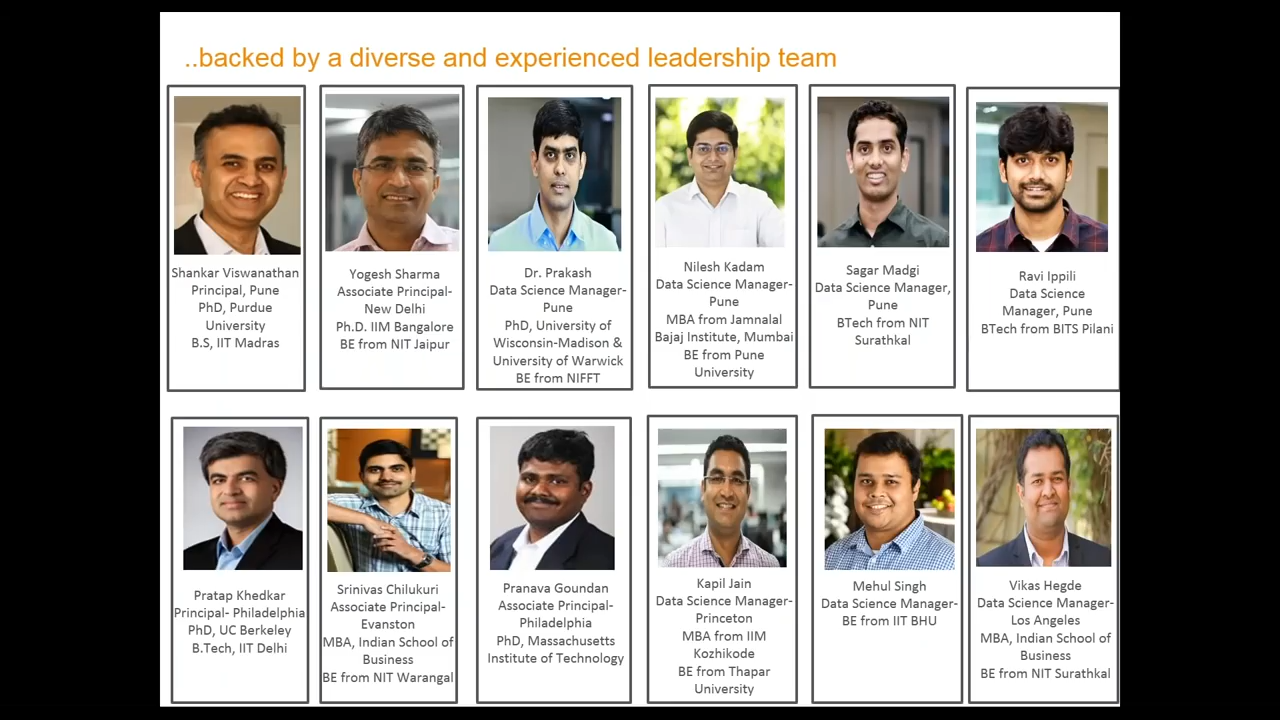 ..backed by a diverse and experienced leadership team
Shankar Viswanathan
Principal, Pune
PhD, Purdue
University
B.S, IIT Madras
Yogesh Sharma
Associate Principal-
New Delhi
Ph.D. IIM Bangalore
BE from NIT Jaipur
Dr. Prakash
Data Science Manager-
Pune
PhD, University of
Wisconsin-Madison &
University of Warwick
BE from NIFFT
Nilesh Kadam
Data Science Manager-
Pune
MBA from Jamnalal
Bajaj Institute, Mumbai
BE from Pune
University
Sagar Madgi
Data Science Manager,
Pune
BTech from NIT
Surathkal
Ravi Ippili
Data Science
Manager, Pune
BTech from BITS Pilani
Pratap Khedkar
Principal- Philadelphia
PhD, UC Berkeley
B.Tech, IIT Delhi
Srinivas Chilukuri
Associate Principal-
Evanston
MBA, Indian School of
Business
BE from NIT Warangal
Pranava Goundan
Associate Principal-
Philadelphia
PhD, Massachusetts
Institute of Technology
Kapil Jain
Data Science Manager-
Princeton
MBA from IIM
Kozhikode
BE from Thapar
University
Mehul Singh
Data Science Manager-
BE from IIT BHU
Vikas Hegde
Data Science Manager-
Los Angeles
MBA, Indian School of
Business
BE from NIT Surathkal